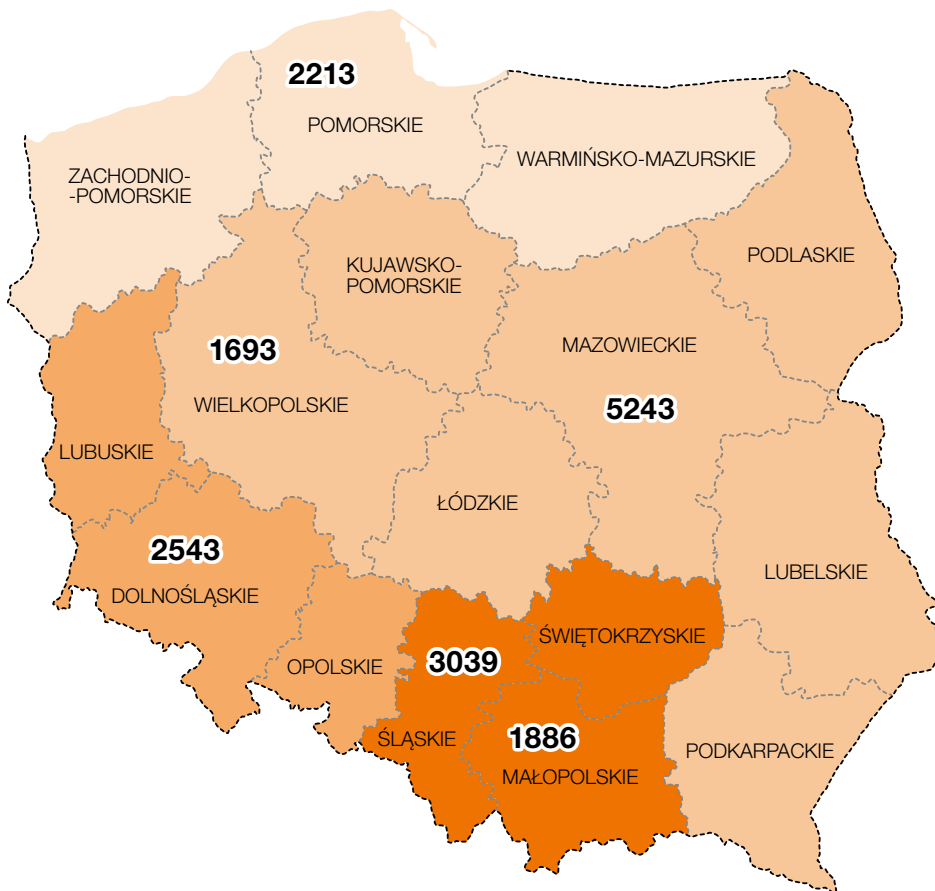 2213
POMORSKIE
WARMIŃSKO-MAZURSKIE
ZACHODNIO-
-POMORSKIE
PODLASKIE
KUJAWSKO-
POMORSKIE
1693
MAZOWIECKIE
WIELKOPOLSKIE
5243
LUBUSKIE
ŁÓDZKIE
2543
DOLNOŚLĄSKIE
LUBELSKIE
ŚWIĘTOKRZYSKIE
OPOLSKIE
3039
ŚLĄSKIE
1886
MAŁOPOLSKIE
PODKARPACKIE